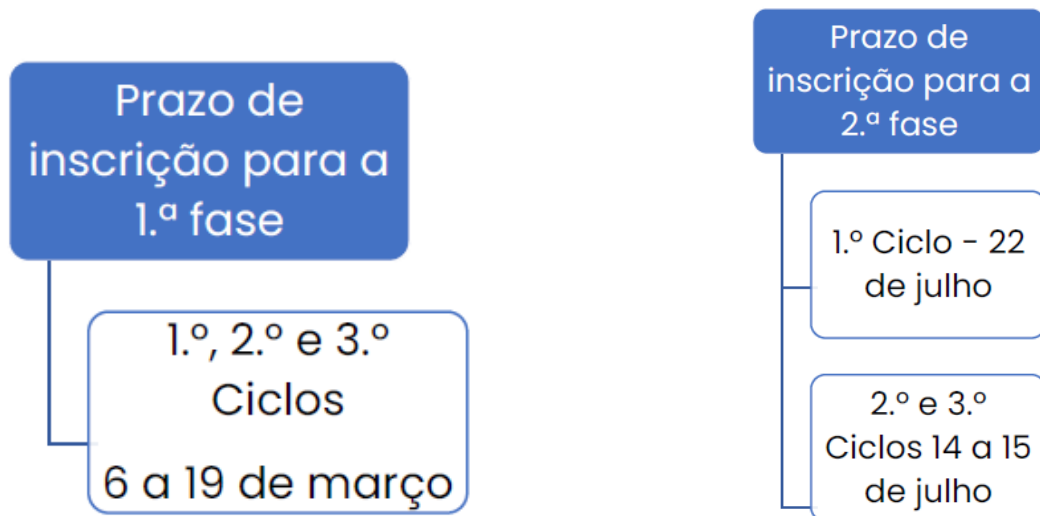 Prazo de
inscrição para a
1.ª fase
1.º, 2.º e 3.º
Ciclos
6 a 19 de março
Prazo de
inscrição para a
2.ª fase
1.º Ciclo - 22
de julho
2.º e 3.º
Ciclos 14 a 15
de julho